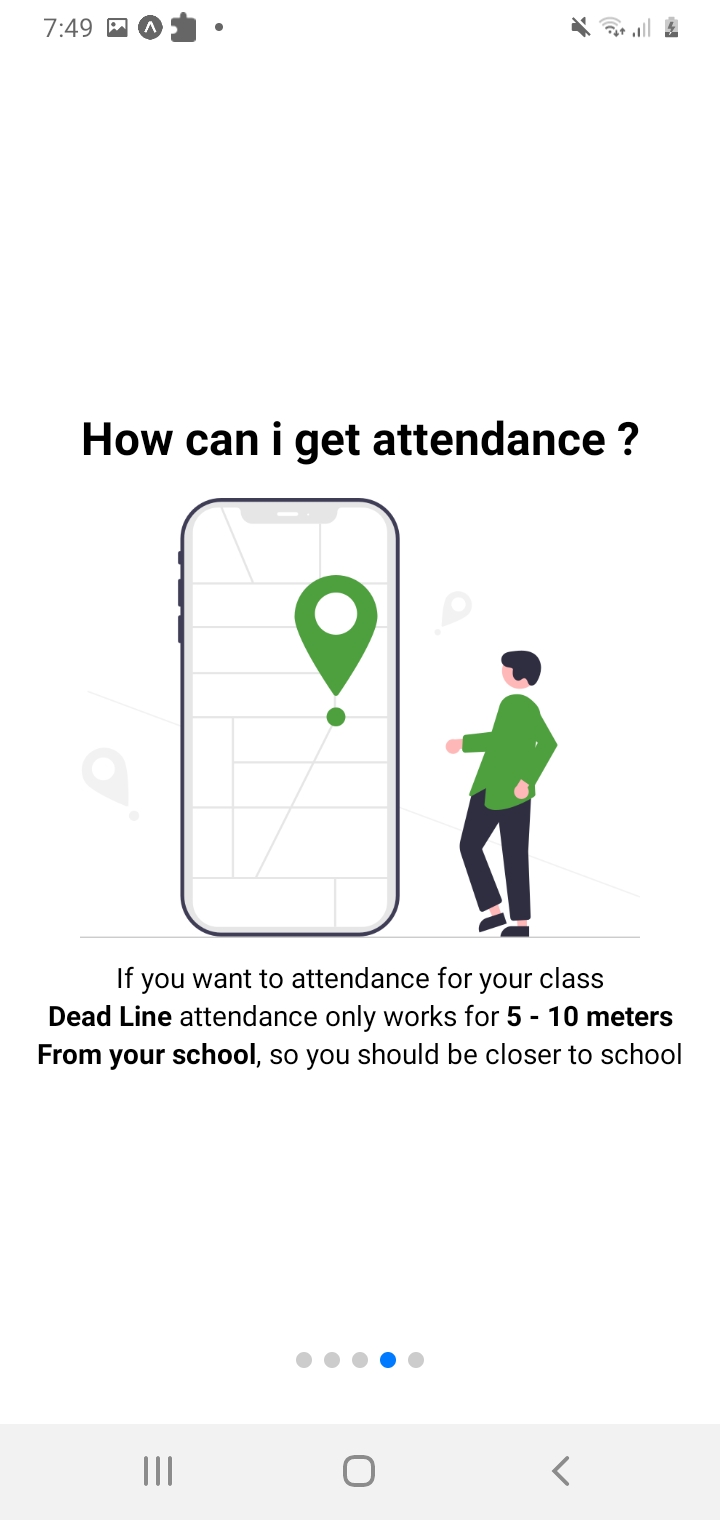 7:49
How can i get attendance ?
If you want to attendance for your class
Dead Line attendance only works for 5 - 10 meters
From your school, so you should be closer to school